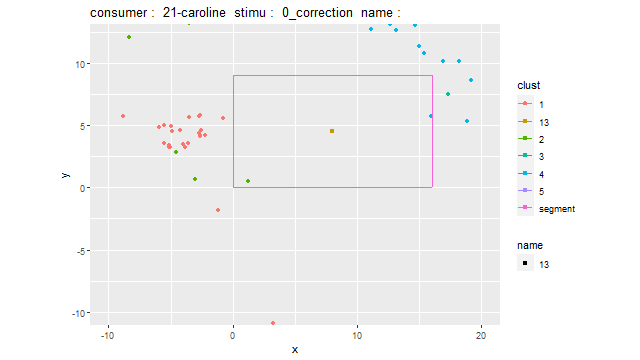 consumer : 21-caroline stimu : 0_correction name :
clust
1
13
2
3
4
5
segment
name
13
10
5
0
-5
-10
y
-10
0
10
20
x